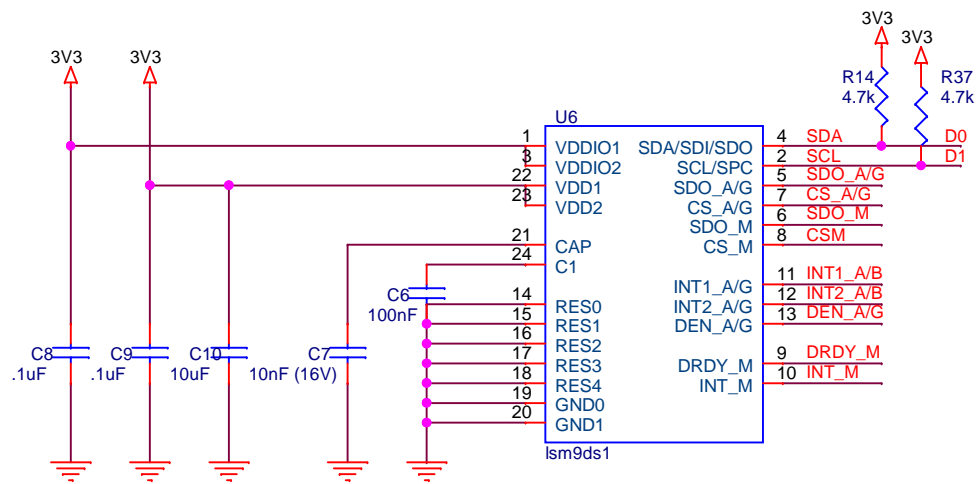 3V3
3V3
3V3
3V3
R14
4.7k
R37
4.7k
U6
1 VDDIO1 SDA/SDI/SDO 4 SDA D0
3 VDDIO2 SCL/SPC 2 SCL D1
22 VDD1 SDO_A/G 5 SDO_A/G
23 VDD2 CS_A/G 7 CS_A/G
SDO_M 6 SDO_M
21 CAP CS_M 8 CSM
24 C1
INT1_A/G 11 INT1_A/B
14 RES0 INT2_A/G 12 INT2_A/B
15 RES1 DEN_A/G 13 DEN_A/G
16 RES2
17 RES3 DRDY_M 9 DRDY_M
18 RES4 INT_M 10 INT_M
19 GND0
20 GND1
C6
100nF
C8
.1uF
C9
.1uF
C10
10uF
C7
10nF (16V)
lsm9ds1